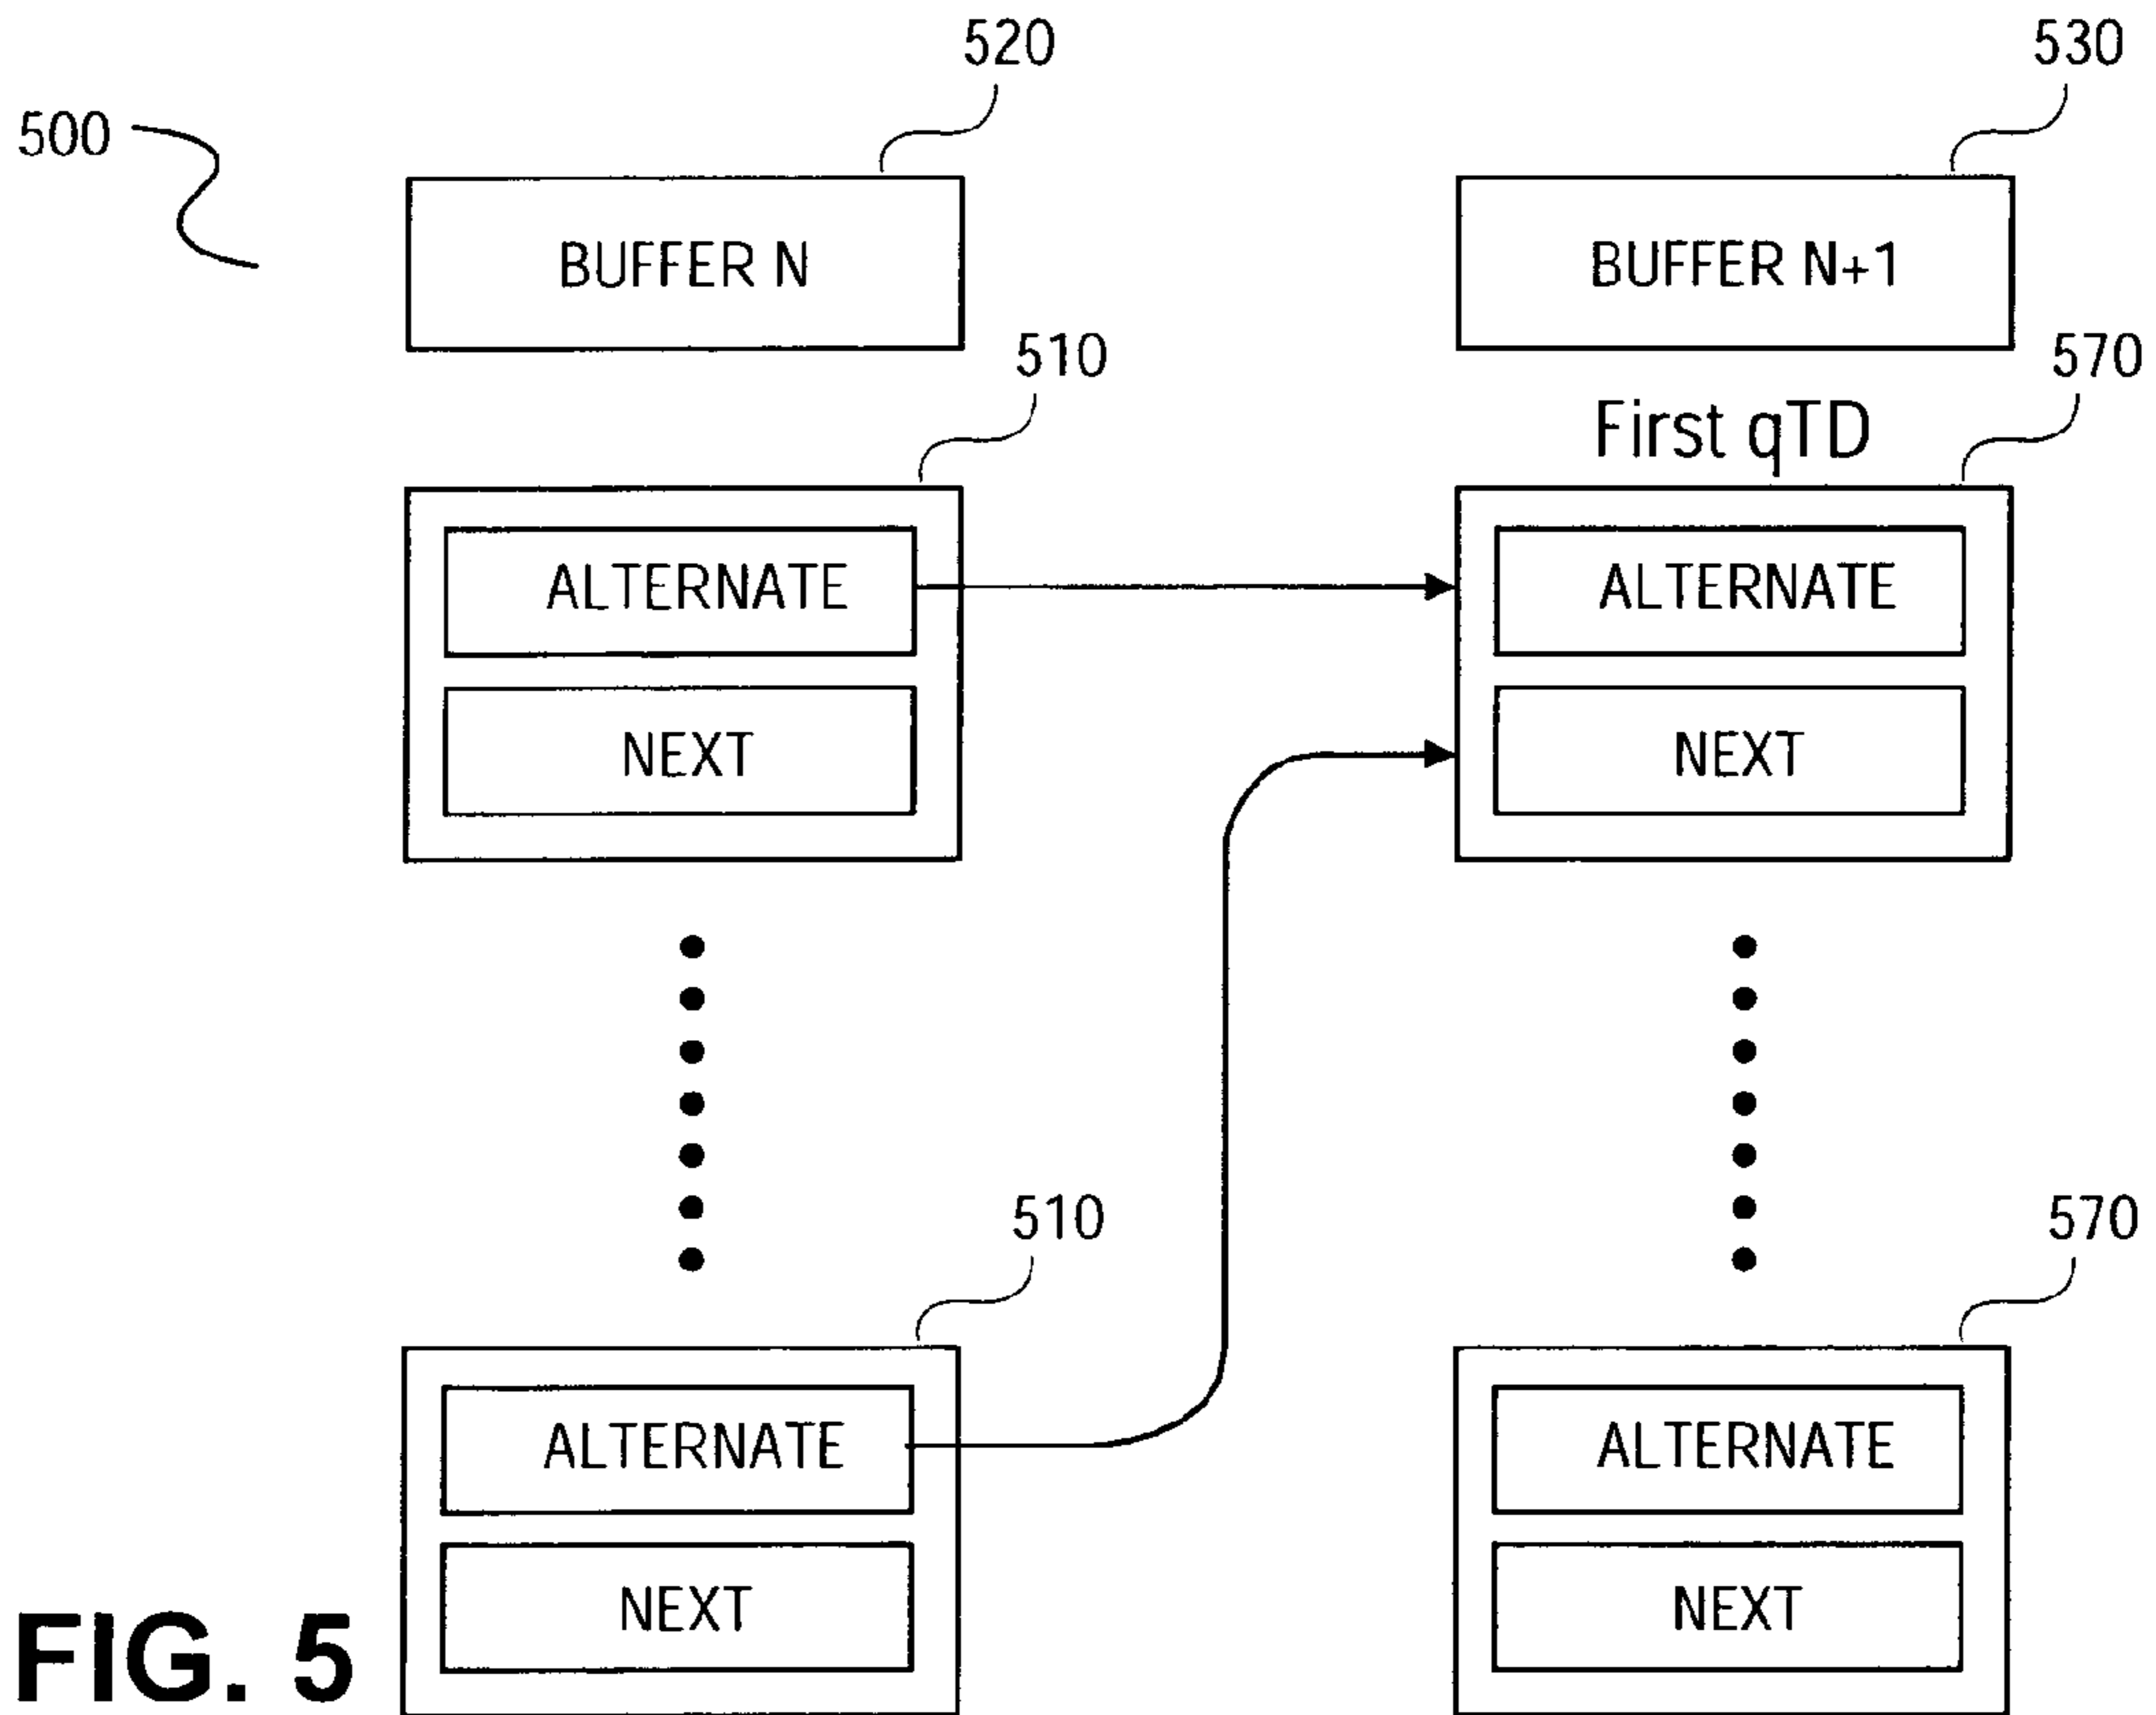 520
530
500
BUFFER N
BUFFER N+1
510
570
First qTD
ALTERNATE
ALTERNATE
NEXT
NEXT
510
570
ALTERNATE
ALTERNATE
NEXT
NEXT
FIG. 5